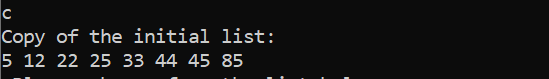 c
Copy of the initial list:
5 12 22 25 33 44 45 85